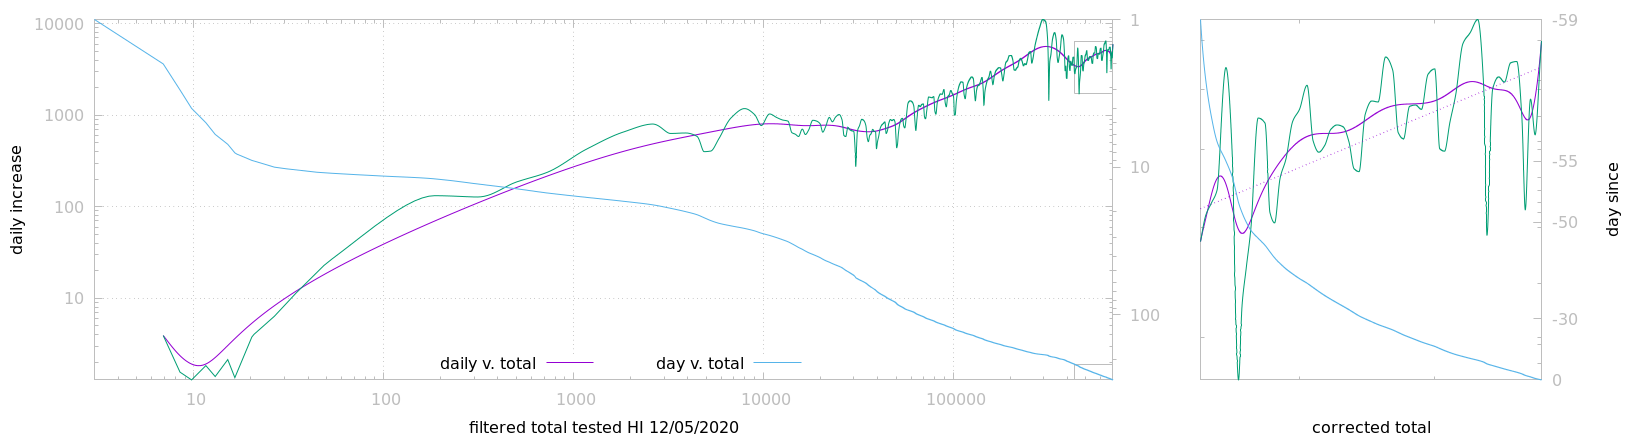 10000
1000
100
10
daily increase
1
10
100
daily v. total
day v. total
10
100
1000
10000
100000
filtered total tested HI 12/05/2020
-59
-55
-50
-30
0
day since
corrected total